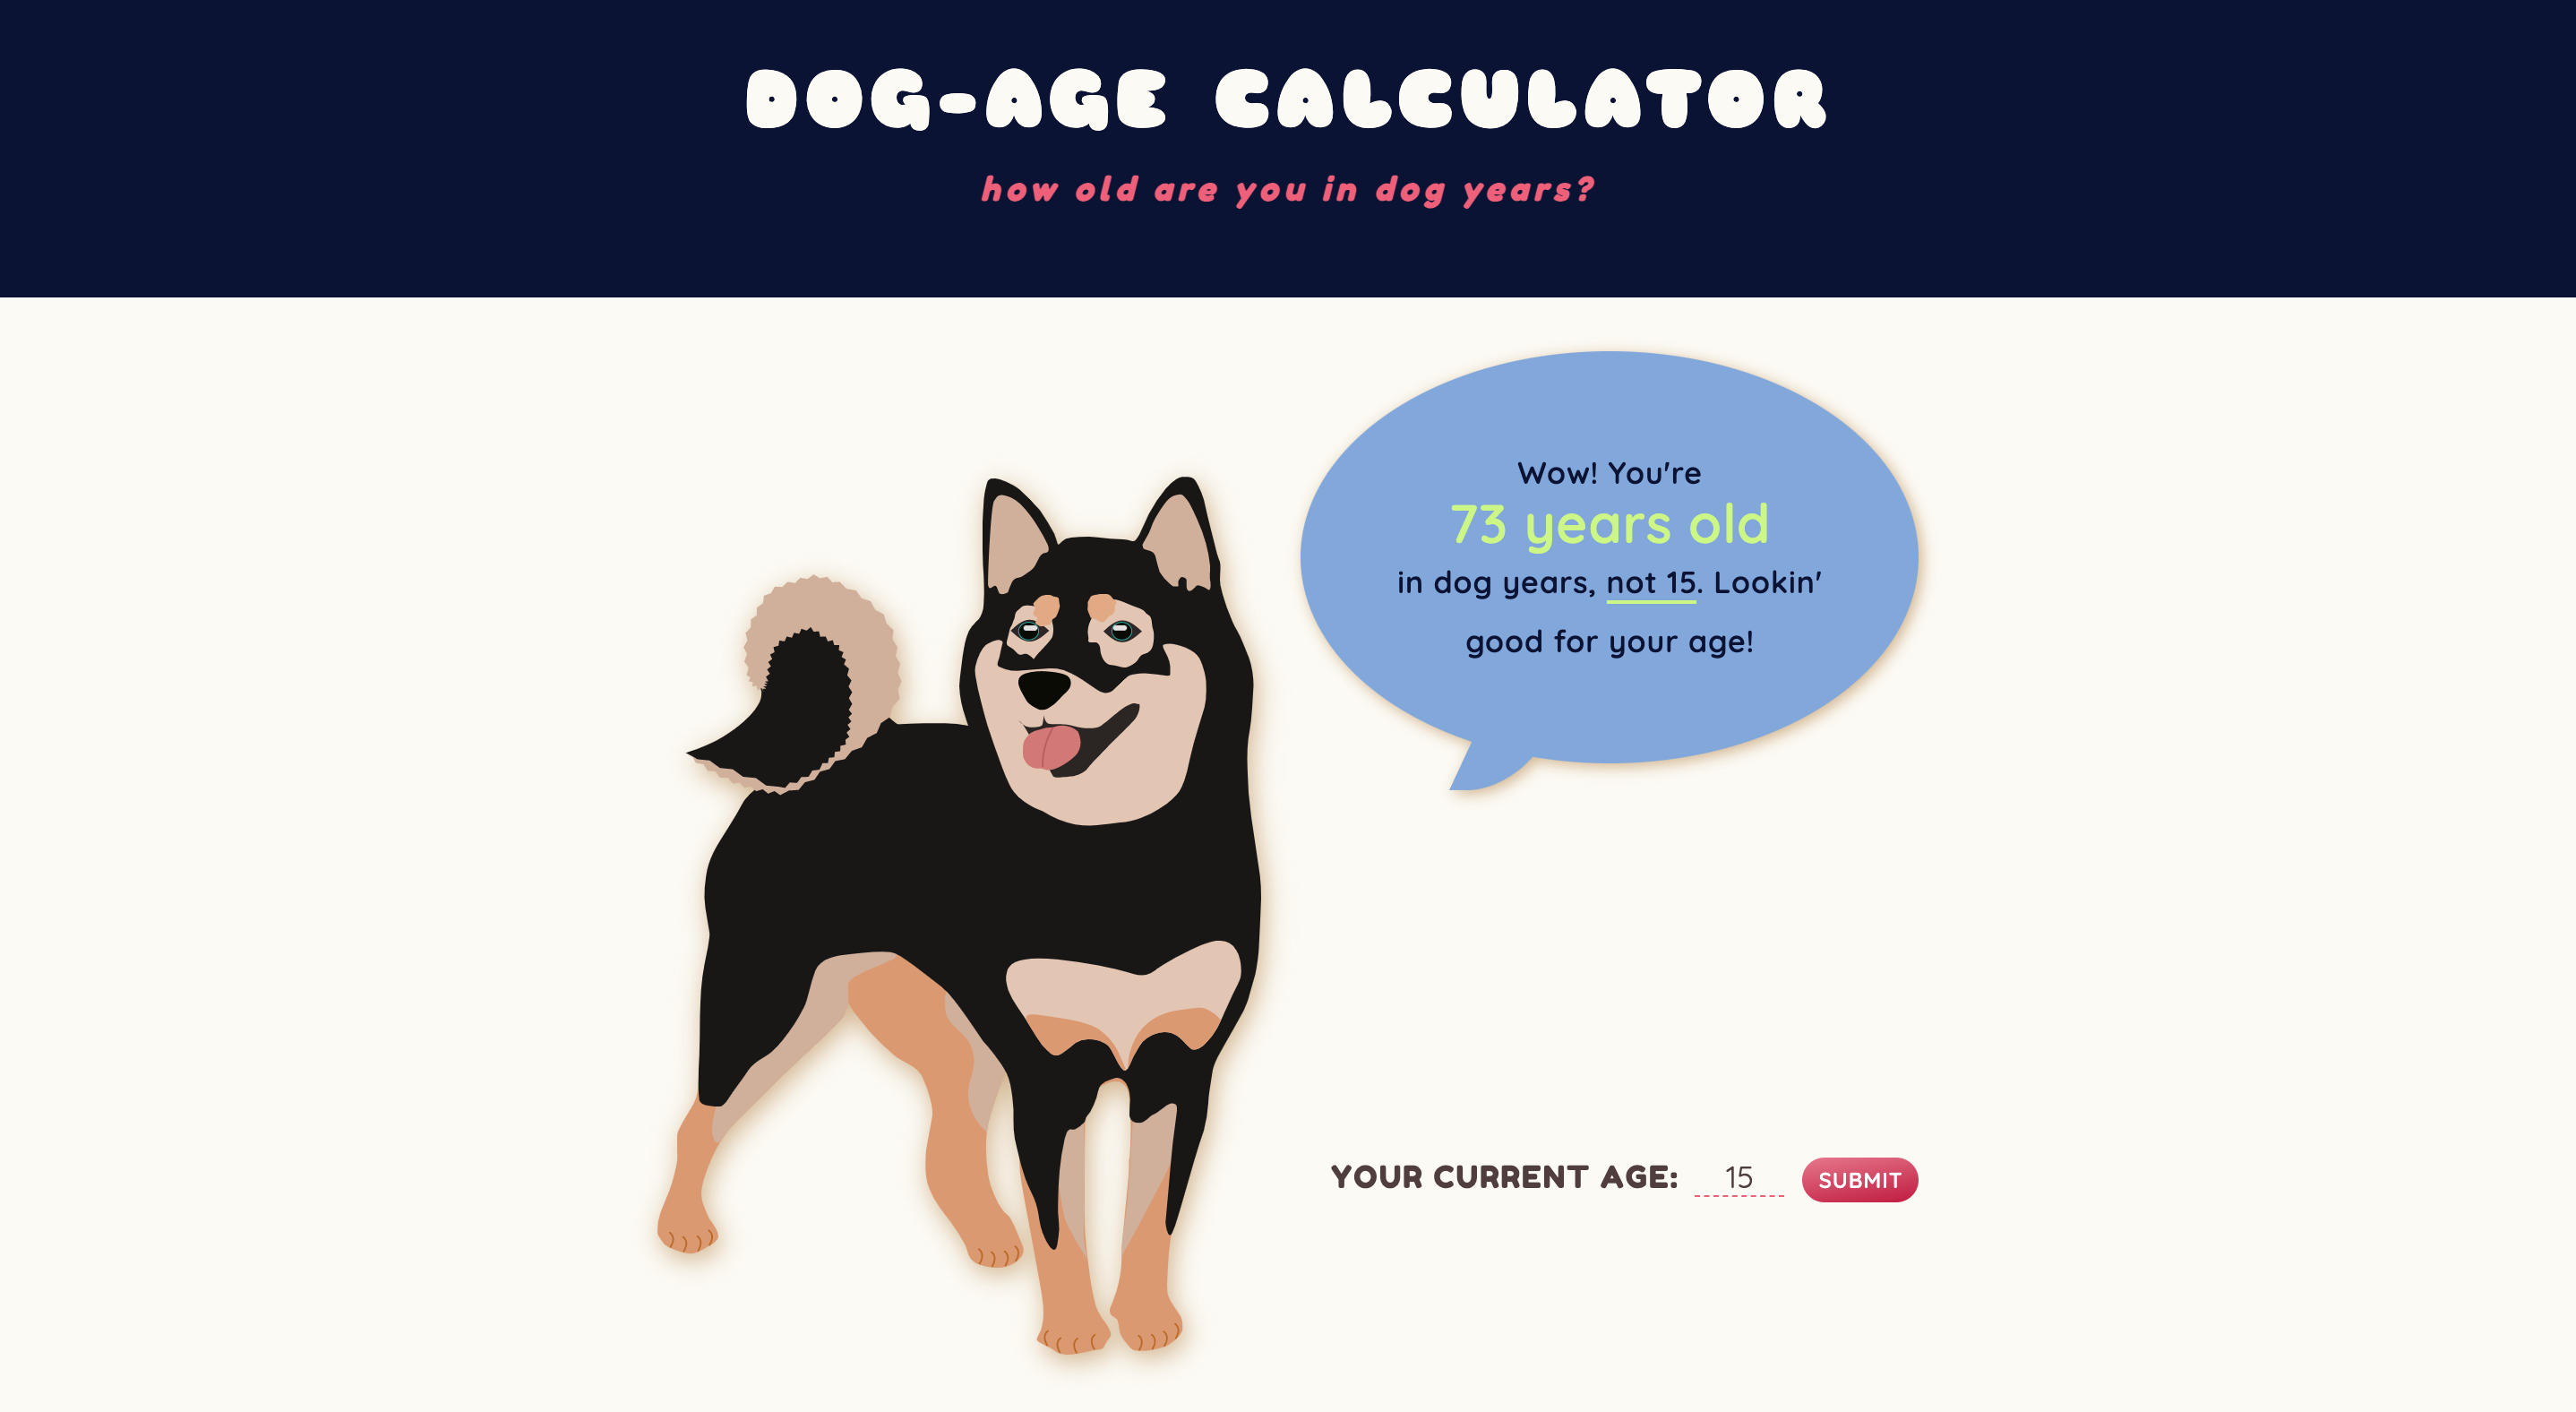 DOG-AGE CALCULATOR
how old are you in dog years?
Wow! You're
73 years old
in dog years, not 15. Lookin'
good for your age!
YOUR CURRENT AGE: 15 SUBMIT